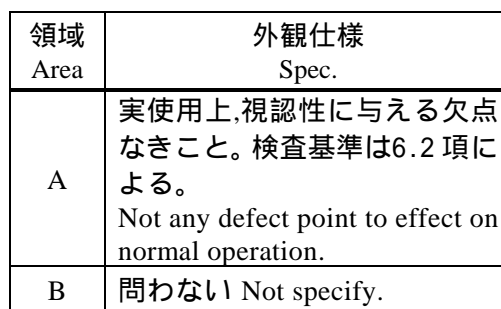 領域
Area
外観仕様
Spec.
A
実使用上,視認性に与える欠点
なきこと。検査基準は6.2 項に
よる。
Not any defect point to effect on
normal operation.
B
問わない Not specify.